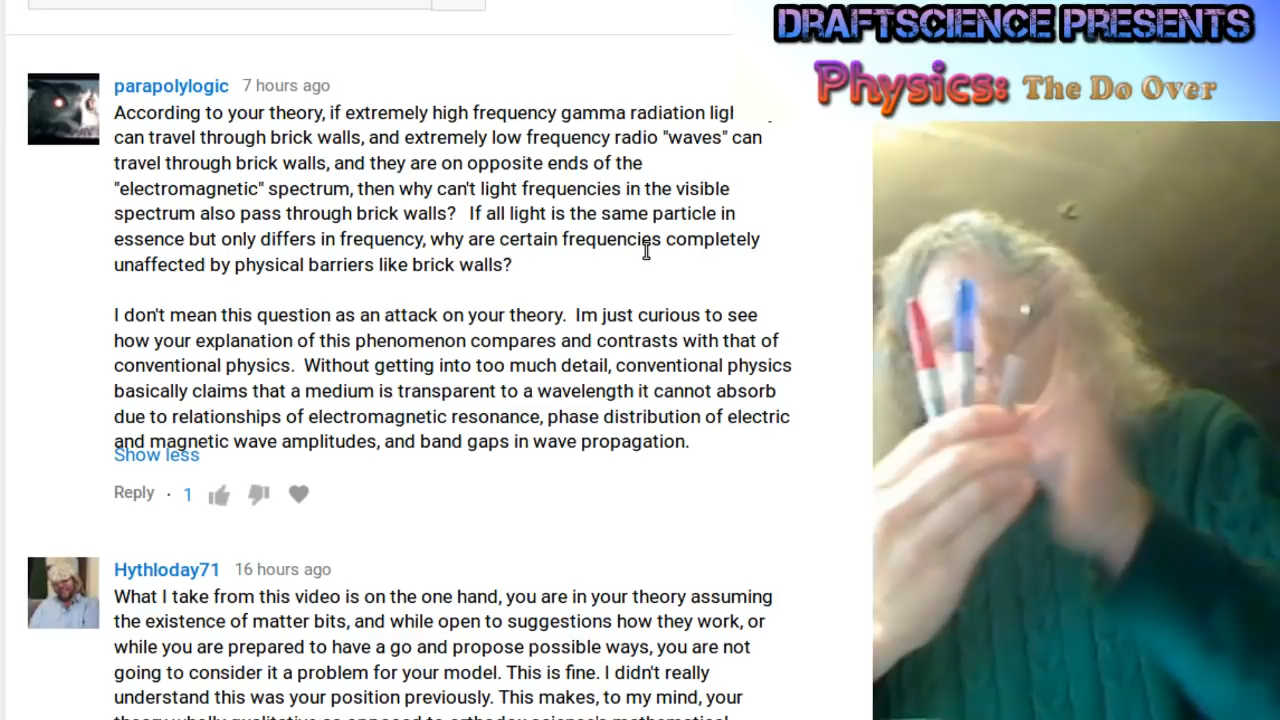 DRAFTSCIENCE PRESENTS
Physics: The Do Over
parapolylogic 7 hours ago
According to your theory, if extremely high frequency gamma radiation
can travel through brick walls, and extremely low frequency radio "waves" can
travel through brick walls, and they are on opposite ends of the
"electromagnetic" spectrum, then why can't light frequencies in the visible
spectrum also pass through brick walls? If all light is the same particle in
essence but only differs in frequency, why are certain frequencies completely
unaffected by physical barriers like brick walls?
I don't mean this question as an attack on your theory. Im just curious to see
how your explanation of this phenomenon compares and contrasts with that of
conventional physics. Without getting into too much detail, conventional physics
basically claims that a medium is transparent to a wavelength it cannot absorb
due to relationships of electromagnetic resonance, phase distribution of electric
and magnetic wave amplitudes, and band gaps in wave propagation.
Show less
Reply · 1
Hythloday71 16 hours ago
What I take from this video is on the one hand, you are in your theory assuming
the existence of matter bits, and while open to suggestions how they work, or
while you are prepared to have a go and propose possible ways, you are not
going to consider it a problem for your model. This is fine. I didn't really
understand this was your position previously. This makes, to my mind, your